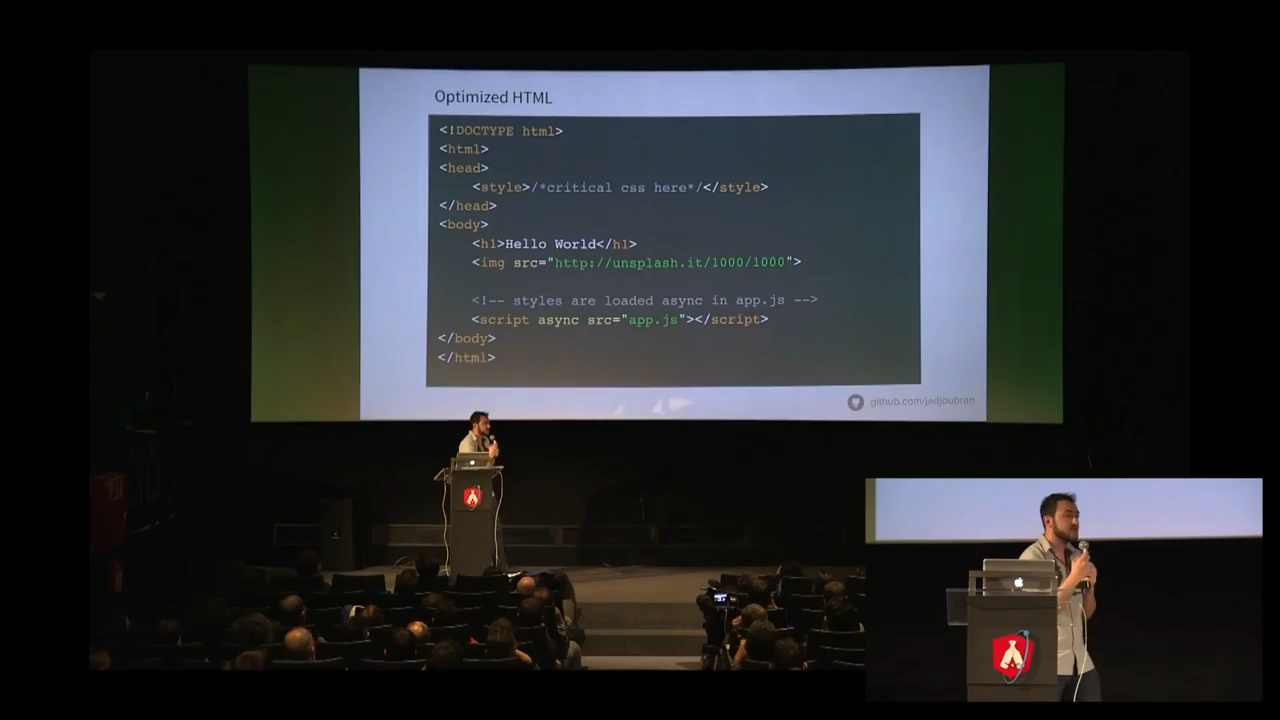 Optimized HTML
<!DOCTYPE html>
<html>
<head>
<style>/*critical css here*/</style>
</head>
<body>
<h1>Hello World</h1>
<img src="http://unsplash.it/1000/1000">
<!-- styles are loaded async in app.js -->
<script async src="app.js"></script>
</body>
</html>
github.com/jadjoubran